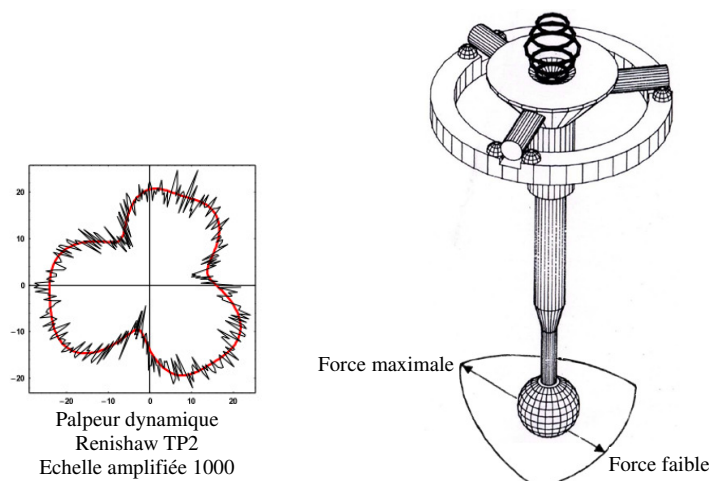 20
10
0
−10
−20
−20
−10
0
10
20
Palpeur dynamique
Renishaw TP2
Echelle amplifiée 1000
Force maximale
Force faible